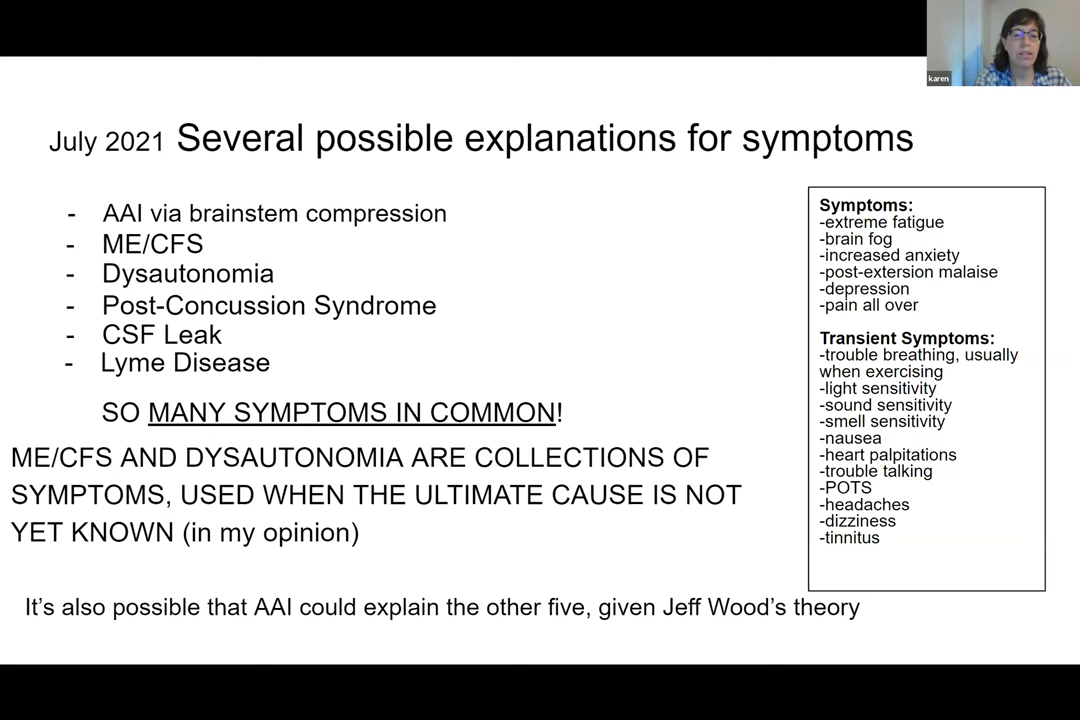 karen
July 2021 Several possible explanations for symptoms
- AAI via brainstem compression
- ME/CFS
- Dysautonomia
- Post-Concussion Syndrome
- CSF Leak
- Lyme Disease
SO MANY SYMPTOMS IN COMMON!
ME/CFS AND DYSAUTONOMIA ARE COLLECTIONS OF
SYMPTOMS, USED WHEN THE ULTIMATE CAUSE IS NOT
YET KNOWN (in my opinion)
It's also possible that AAI could explain the other five, given Jeff Wood's theory
Symptoms:
-extreme fatigue
-brain fog
-increased anxiety
-post-extersion malaise
-depression
-pain all over
Transient Symptoms:
-trouble breathing, usually
when exercising
-light sensitivity
-sound sensitivity
-smell sensitivity
-nausea
-heart palpitations
-trouble talking
-POTS
-headaches
-dizziness
-tinnitus